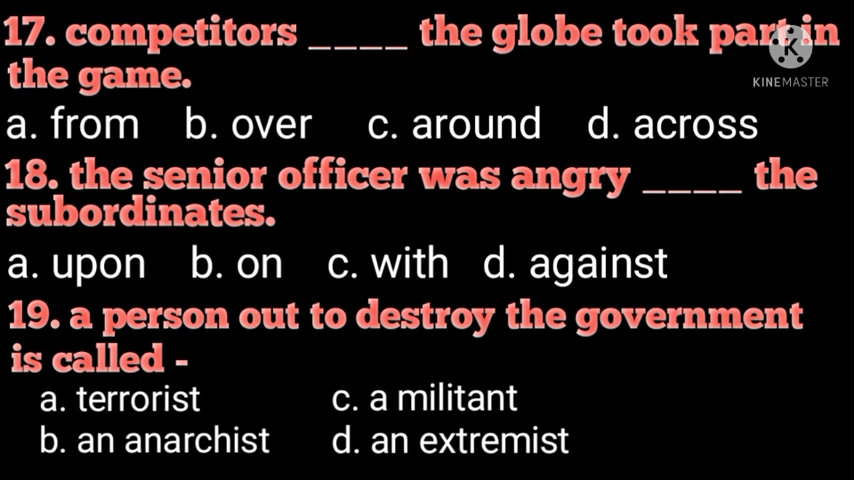 17. competitors ____ the globe took part in
the game.
KINEMASTER
a. from b. over c. around d. across
18. the senior officer was angry ____ the
subordinates.
a. upon b. on c. with d. against
19. a person out to destroy the government
is called -
a. terrorist c. a militant
b. an anarchist d. an extremist